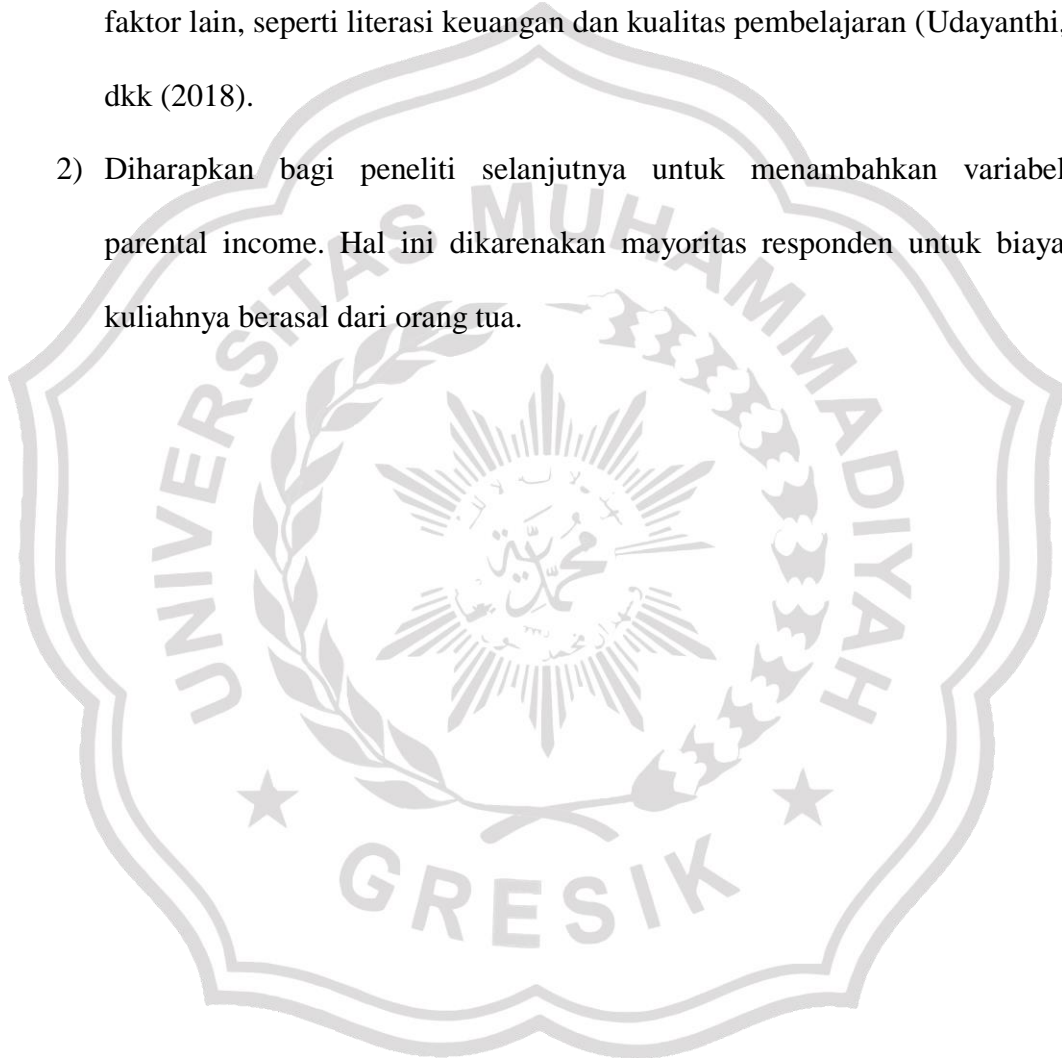 faktor lain, seperti literasi keuangan dan kualitas pembelajaran (Udayanthi,
dkk (2018).
2) Diharapkan bagi peneliti selanjutnya untuk menambahkan variabel
parental income. Hal ini dikarenakan mayoritas responden untuk biaya
kuliahnya berasal dari orang tua.
UNIVERSITAS MUHAMMADIYAH
محمدية
GRESIK